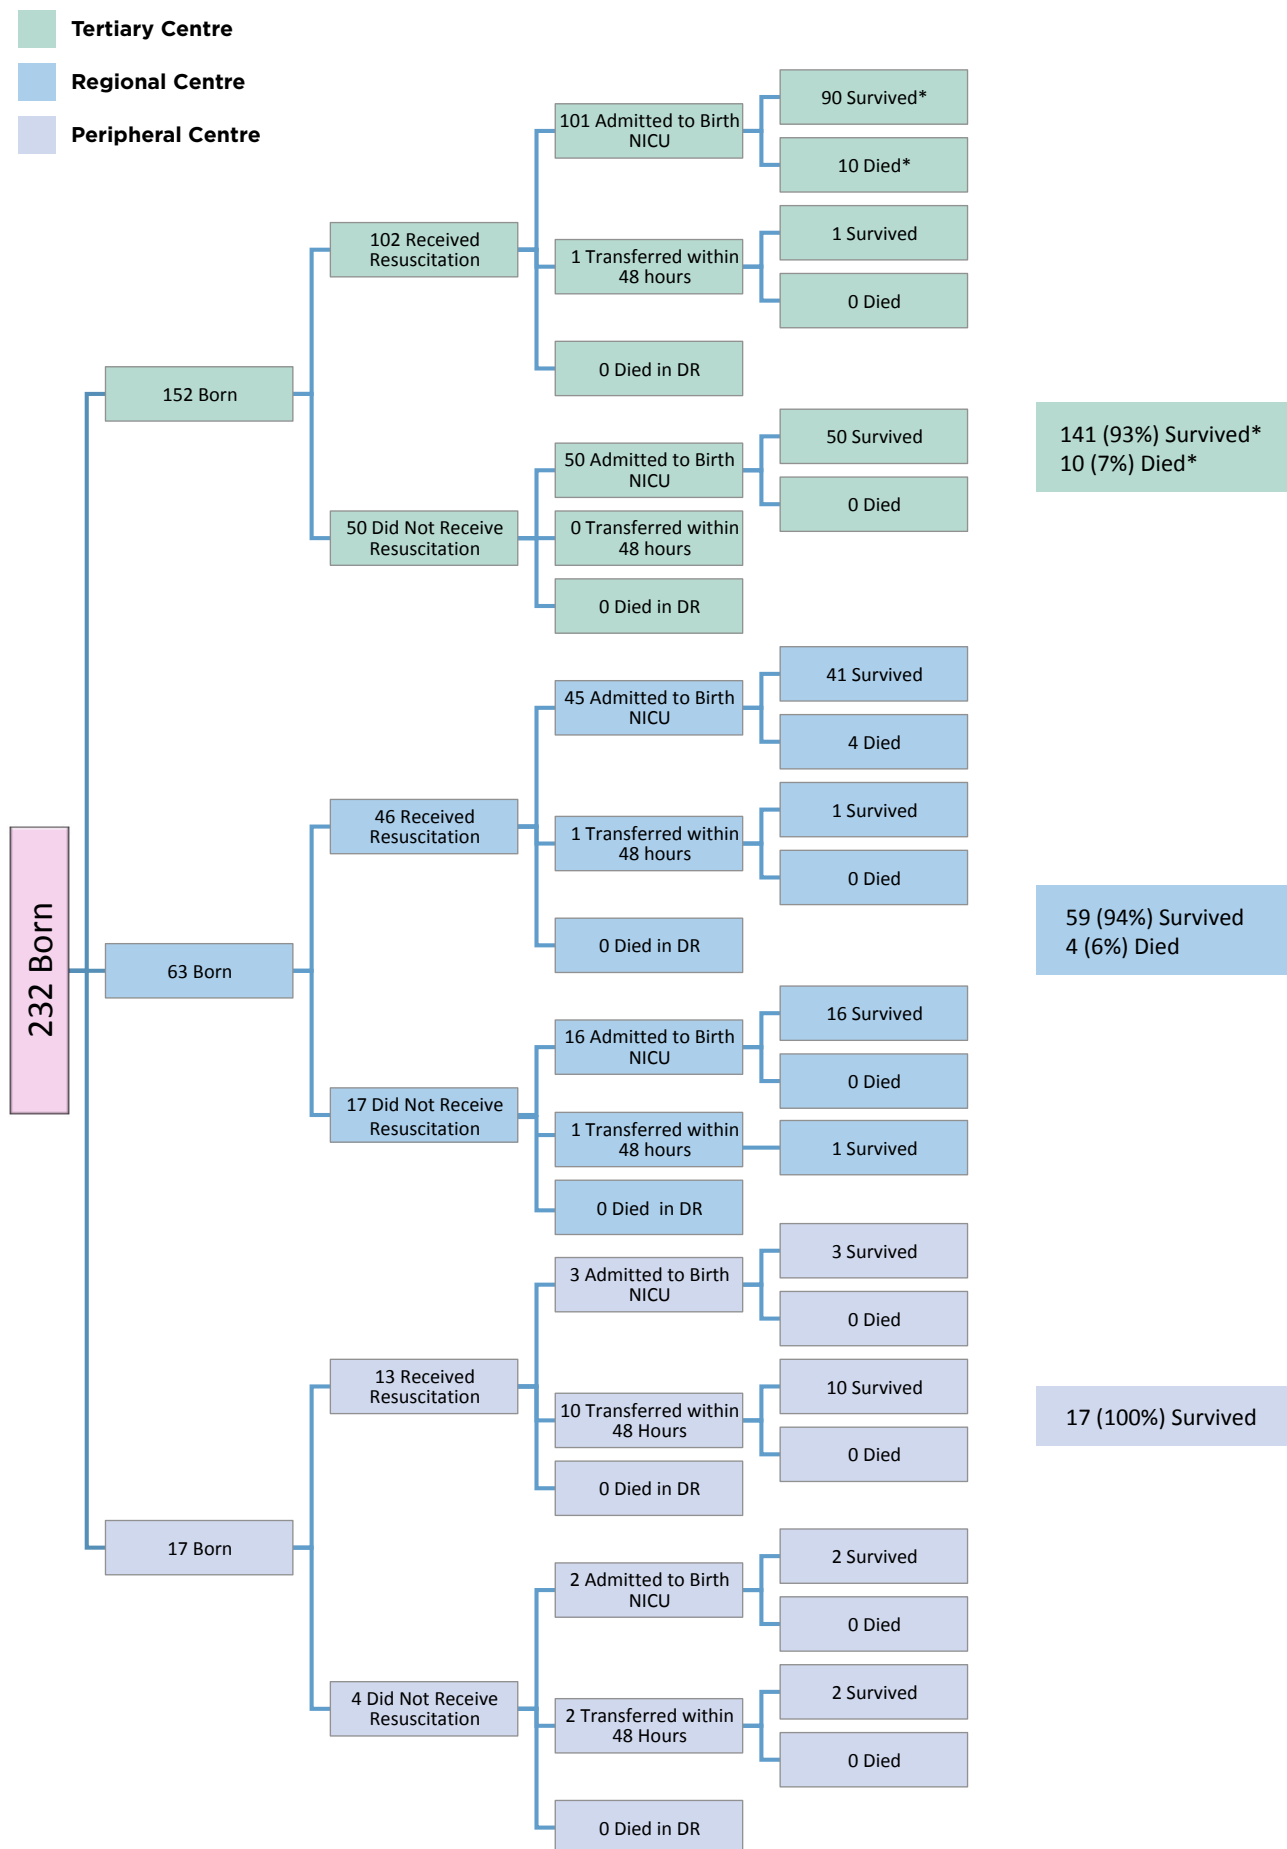 Tertiary Centre
Regional Centre
Peripheral Centre
232 Born
152 Born
102 Received
Resuscitation
101 Admitted to Birth
NICU
90 Survived*
10 Died*
1 Transferred within
48 hours
1 Survived
0 Died
0 Died in DR
50 Did Not Receive
Resuscitation
50 Admitted to Birth
NICU
50 Survived
0 Died
0 Transferred within
48 hours
0 Died in DR
141 (93%) Survived*
10 (7%) Died*
63 Born
46 Received
Resuscitation
45 Admitted to Birth
NICU
41 Survived
4 Died
1 Transferred within
48 hours
1 Survived
0 Died
0 Died in DR
17 Did Not Receive
Resuscitation
16 Admitted to Birth
NICU
16 Survived
0 Died
1 Transferred within
48 hours
1 Survived
0 Died in DR
59 (94%) Survived
4 (6%) Died
17 Born
13 Received
Resuscitation
3 Admitted to Birth
NICU
3 Survived
0 Died
10 Transferred within
48 Hours
10 Survived
0 Died
0 Died in DR
4 Did Not Receive
Resuscitation
2 Admitted to Birth
NICU
2 Survived
0 Died
2 Transferred within
48 Hours
2 Survived
0 Died
0 Died in DR
17 (100%) Survived